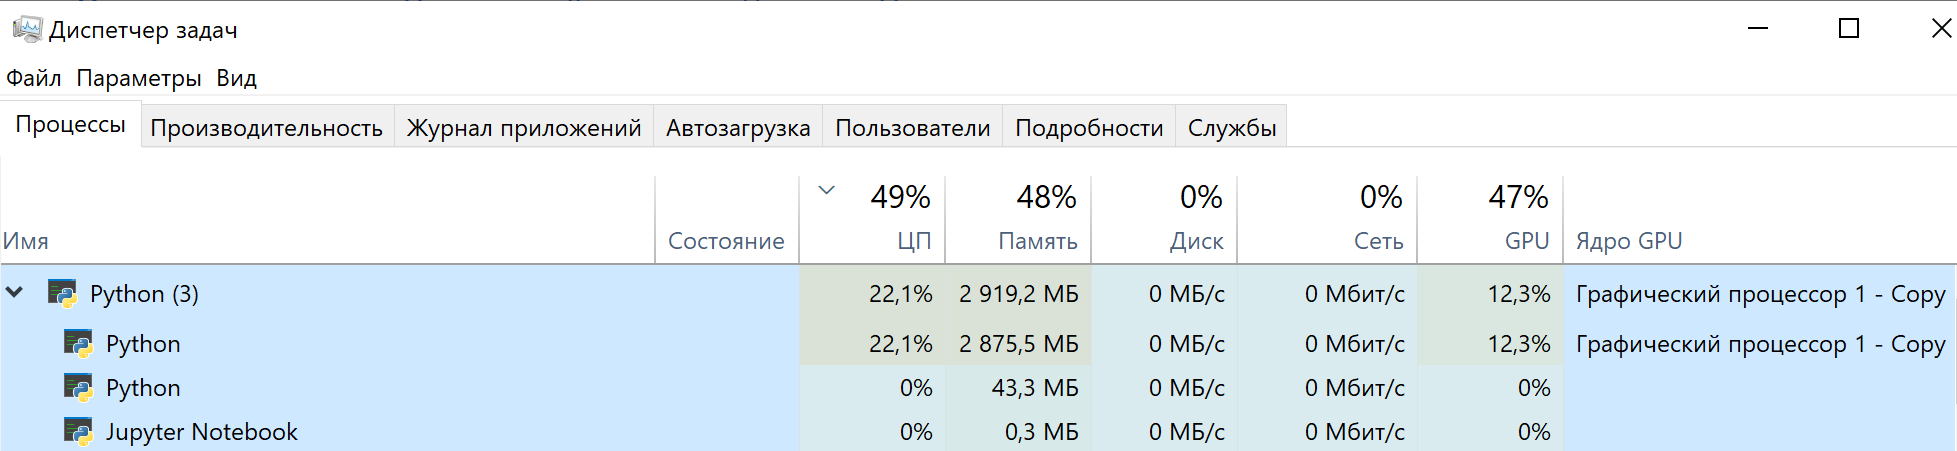 Диспетчер задач
Файл Параметры Вид
Процессы Производительность Журнал приложений Автозагрузка Пользователи Подробности Службы
49% 48% 0% 0% 47%
Имя Состояние ЦП Память Диск Сеть GPU Ядро GPU
Python (3) 22,1% 2 919,2 МБ 0 МБ/с 0 Мбит/с 12,3% Графический процессор 1 - Copy
Python 22,1% 2 875,5 МБ 0 МБ/с 0 Мбит/с 12,3% Графический процессор 1 - Copy
Python 0% 43,3 МБ 0 МБ/с 0 Мбит/с 0%
Jupyter Notebook 0% 0,3 МБ 0 МБ/с 0 Мбит/с 0%